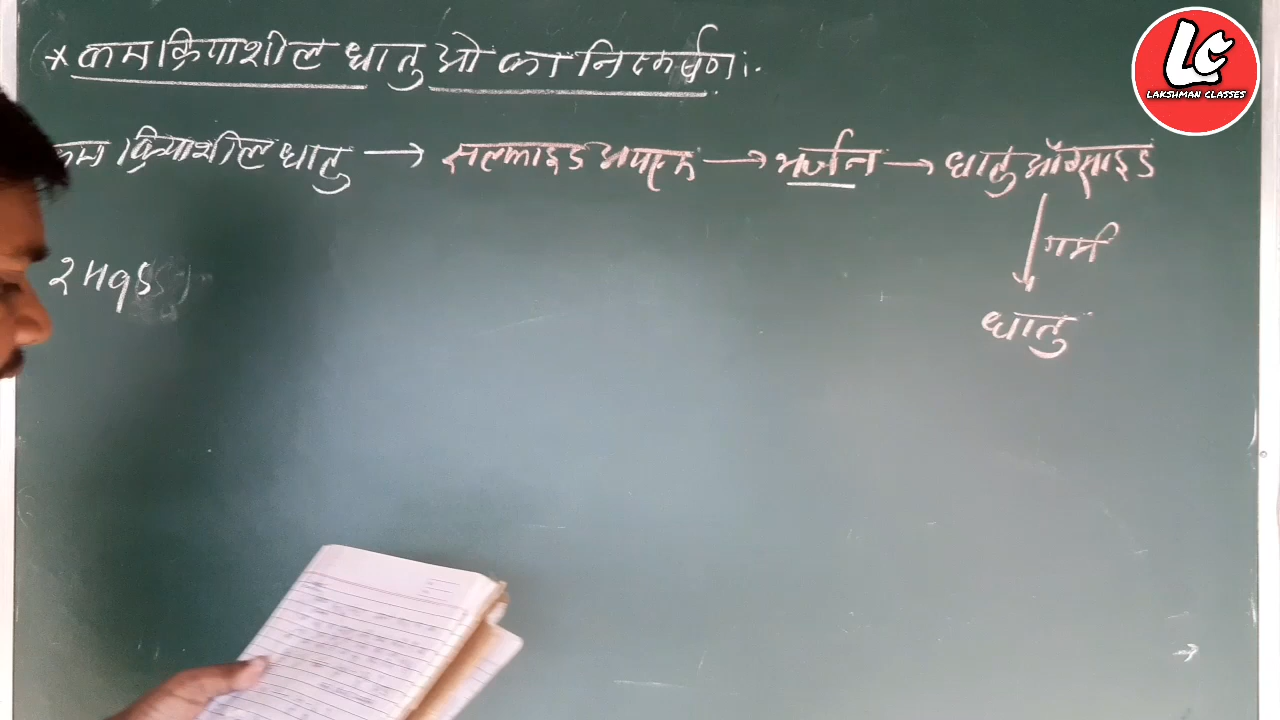 * कम क्रियाशील धातुओ का निष्कर्षण:-
कम क्रियाशील धातु → सल्फाइड अयस्क → भर्जन → धातु ऑक्साइड
↓ गर्म
धातु
2HgS
LC
LAKSHMAN CLASSES